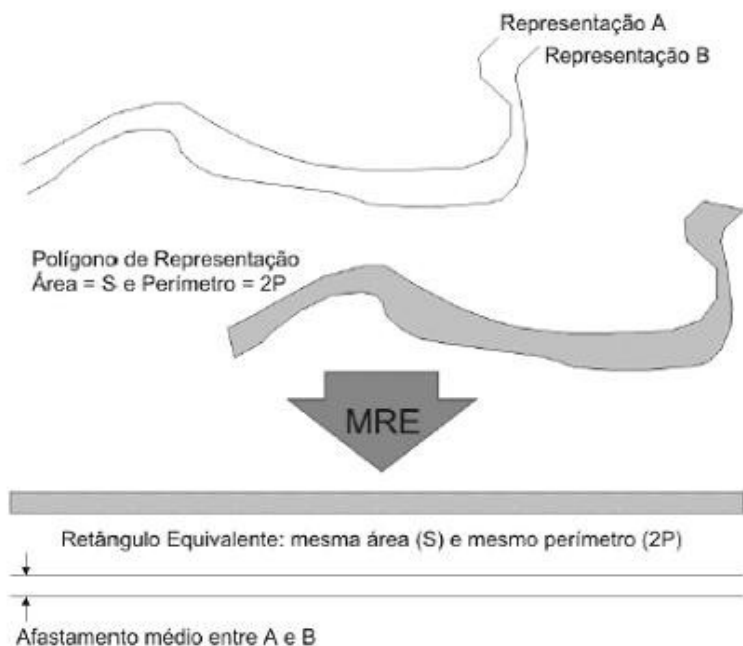 Representação A
Representação B
Polígono de Representação
Área = S e Perímetro = 2P
MRE
Retângulo Equivalente: mesma área (S) e mesmo perímetro (2P)
Afastamento médio entre A e B